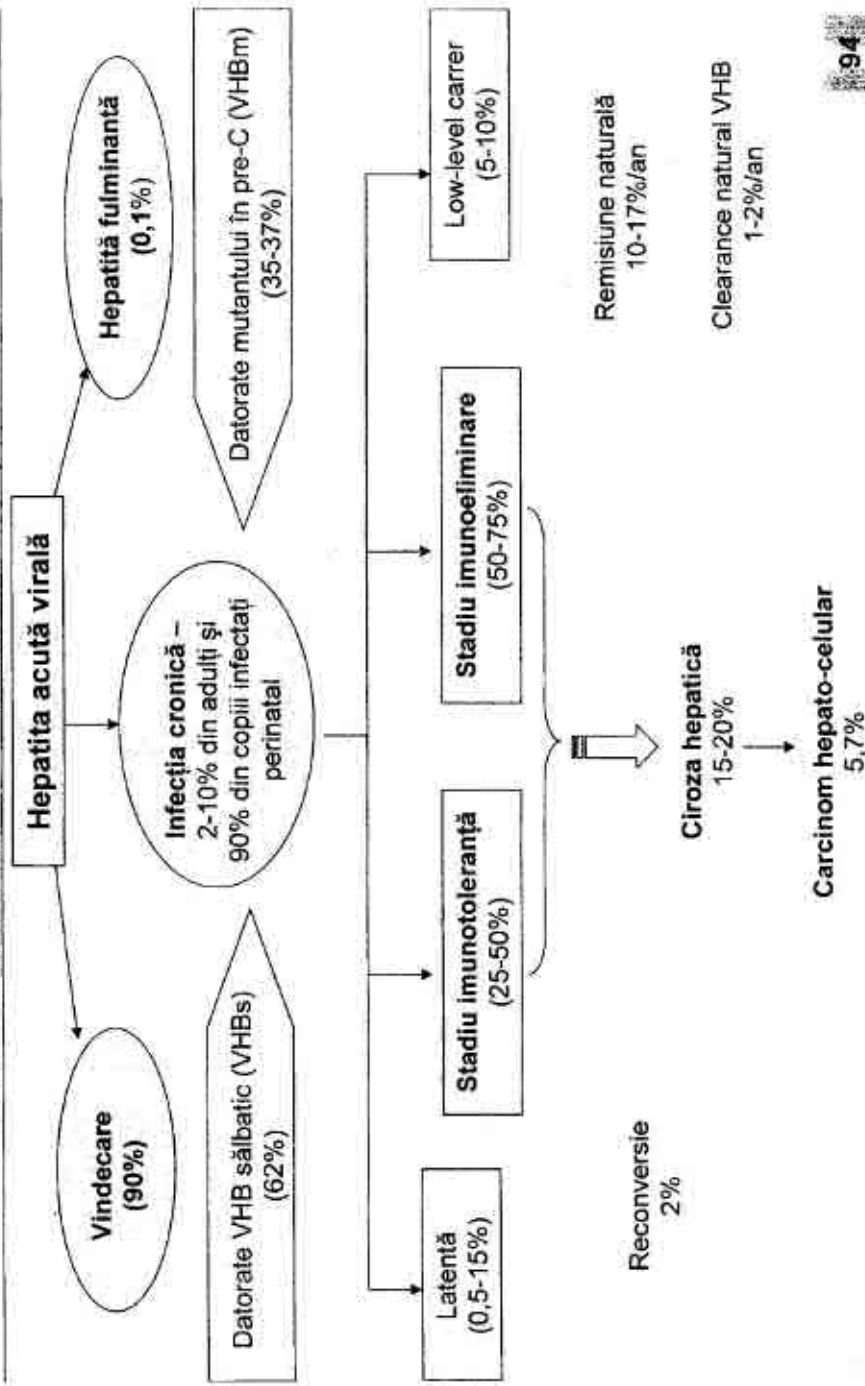 Hepatita acută virală
Vindecare
(90%)
Infecția cronică –
2-10% din adulți și
90% din copiii infectați
perinatal
Hepatită fulminantă
(0,1%)
Datorate VHB sălbatic (VHBs)
(62%)
Datorate mutantului în pre-C (VHBm)
(35-37%)
Latentă
(0,5-15%)
Stadiu imunotoleranță
(25-50%)
Stadiu imunoeliminare
(50-75%)
Low-level carrer
(5-10%)
Reconversie
2%
Remisiune naturală
10-17%/an
Clearance natural VHB
1-2%/an
Ciroza hepatică
15-20%
Carcinom hepato-celular
5,7%
94